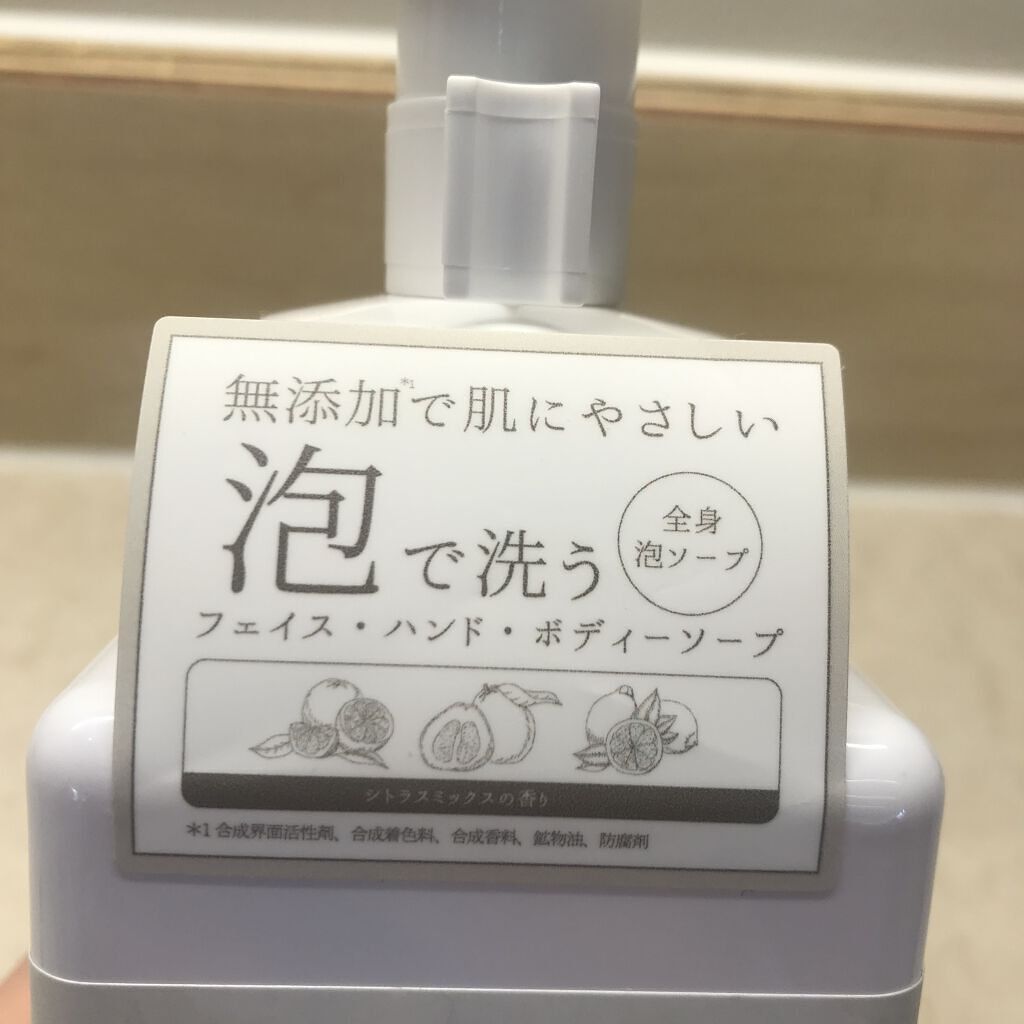 無添加*1で肌にやさしい
泡で洗う
全身
泡ソープ
フェイス・ハンド・ボディーソープ
シトラスミックスの香り
*1 合成界面活性剤、合成着色料、合成香料、鉱物油、防腐剤